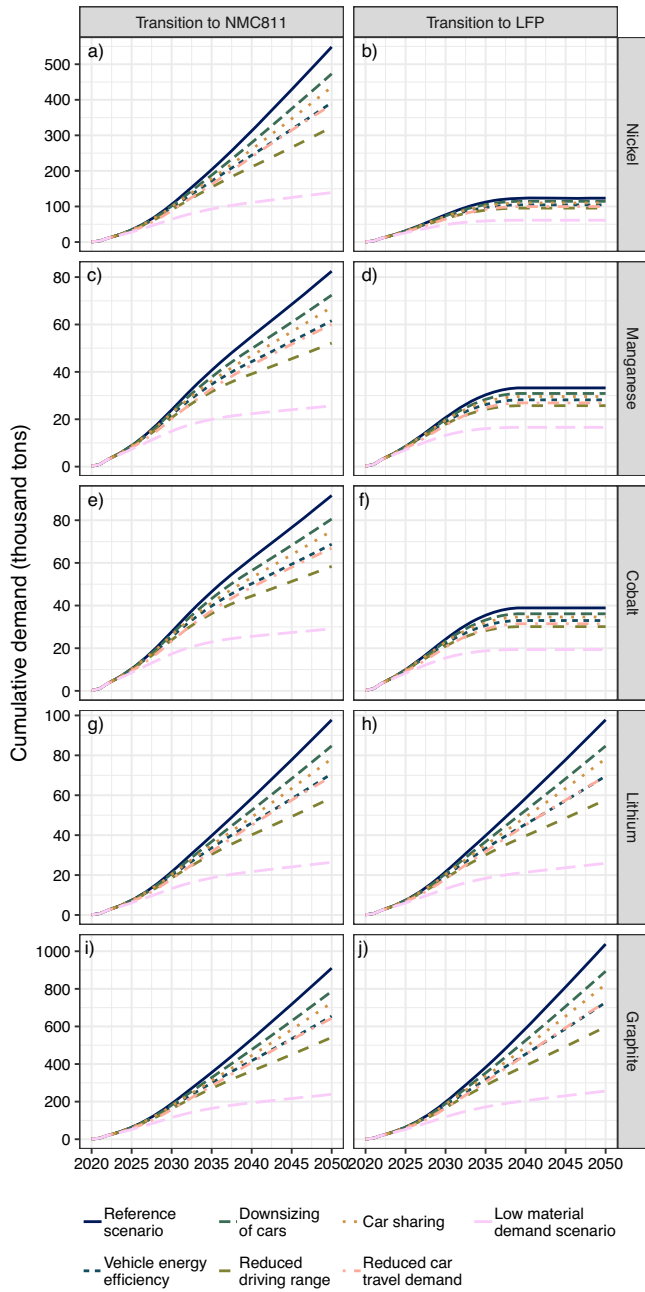 Transition to NMC811
Transition to LFP
a)
b)
500
400
300
200
100
0
Nickel
c)
d)
80
60
40
20
0
Manganese
Cumulative demand (thousand tons)
e)
f)
80
60
40
20
0
Cobalt
g)
h)
100
80
60
40
20
0
Lithium
i)
j)
1000
800
600
400
200
0
Graphite
2020 2025 2030 2035 2040 2045 2050
2020 2025 2030 2035 2040 2045 2050
Reference scenario
Downsizing of cars
Car sharing
Low material demand scenario
Vehicle energy efficiency
Reduced driving range
Reduced car travel demand